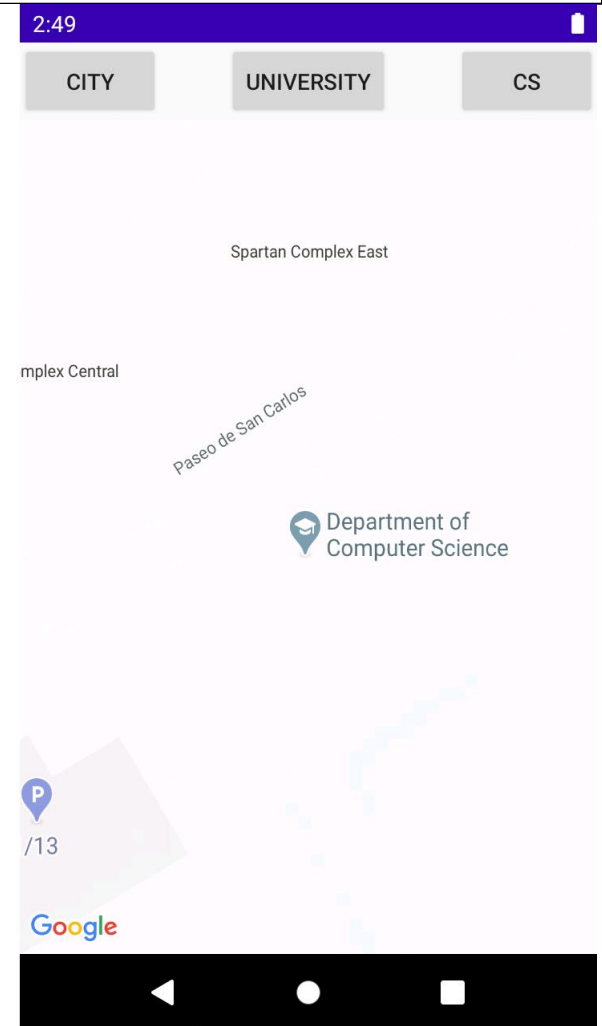 2:49
CITY UNIVERSITY CS
Spartan Complex East
mplex Central
Paseo de San Carlos
Department of
Computer Science
P
/13
Google